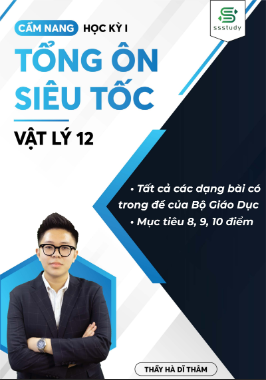 CẨM NANG HỌC KỲ I
ssstudy
TỔNG ÔN
SIÊU TỐC
VẬT LÝ 12
• Tất cả các dạng bài có
trong đề của Bộ Giáo Dục
• Mục tiêu 8, 9, 10 điểm
THẦY HÀ DĨ THÂM